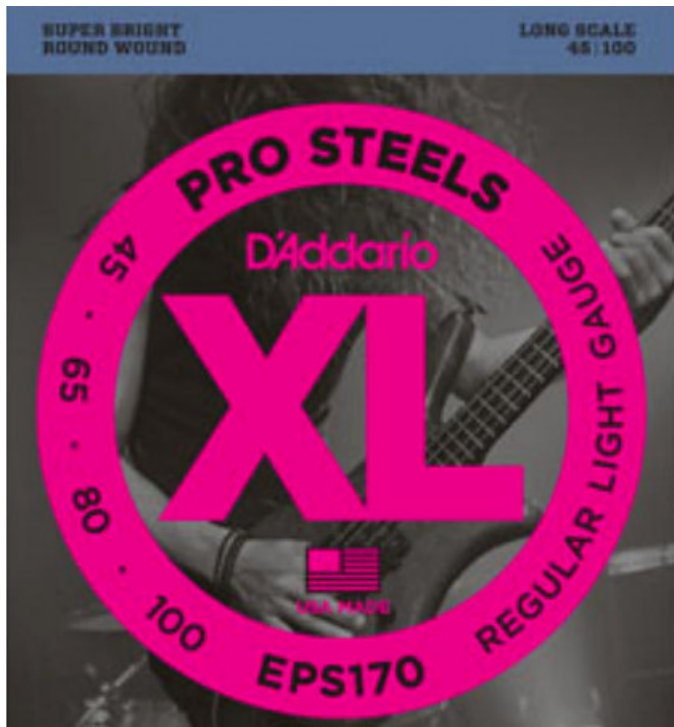 SUPER BRIGHT
ROUND WOUND
LONG SCALE
45 | 100
PRO STEELS
D'Addario
XL
45 · 65 · 80 · 100
REGULAR LIGHT GAUGE
USA MADE
EPS170